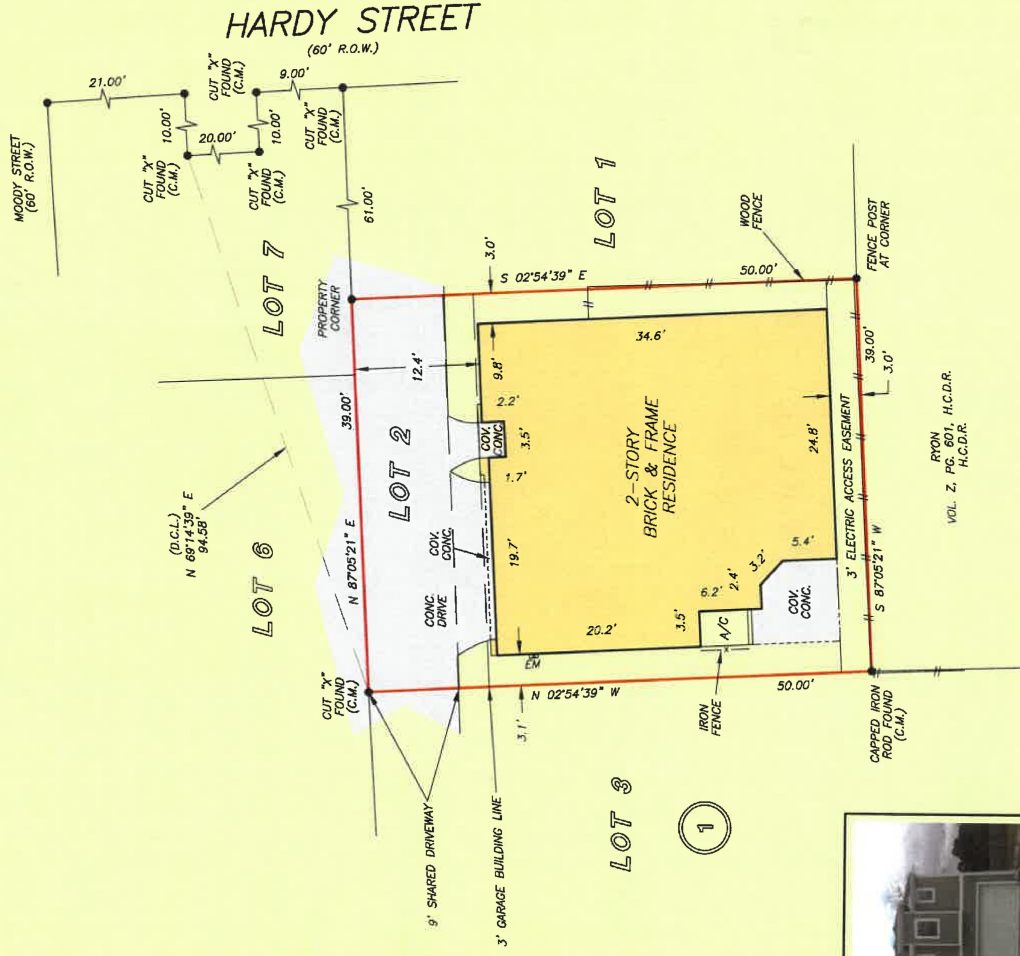 HARDY STREET
(60' R.O.W.)
MOODY STREET
(60' R.O.W.)
21.00'
CUT "X"
FOUND
(C.M.)
9.00'
10.00'
20.00'
10.00'
CUT "X"
FOUND
(C.M.)
CUT "X"
FOUND
(C.M.)
CUT "X"
FOUND
(C.M.)
61.00'
LOT 7
LOT 1
PROPERTY
CORNER
3.0'
S 02°54'39" E
50.00'
WOOD
FENCE
FENCE POST
AT CORNER
(D.C.L.)
N 69°14'39" E
94.58'
LOT 6
N 87°05'21" E
39.00'
LOT 2
12.4'
9.8'
2.2'
COV.
CONC.
3.5'
1.7'
34.6'
2-STORY
BRICK & FRAME
RESIDENCE
24.8'
3' ELECTRIC ACCESS EASEMENT
39.00'
3.0'
S 87°05'21" W
RYON
VOL. Z, PG. 601, H.C.D.R.
H.C.D.R.
CONC.
DRIVE
COV.
CONC.
19.7'
20.2'
3.5'
6.2'
2.4'
3.2'
5.4'
A/C
COV.
CONC.
EM
CUT "X"
FOUND
(C.M.)
3.1'
N 02°54'39" W
50.00'
IRON
FENCE
CAPPED IRON
ROD FOUND
(C.M.)
9' SHARED DRIVEWAY
3' GARAGE BUILDING LINE
LOT 3
1